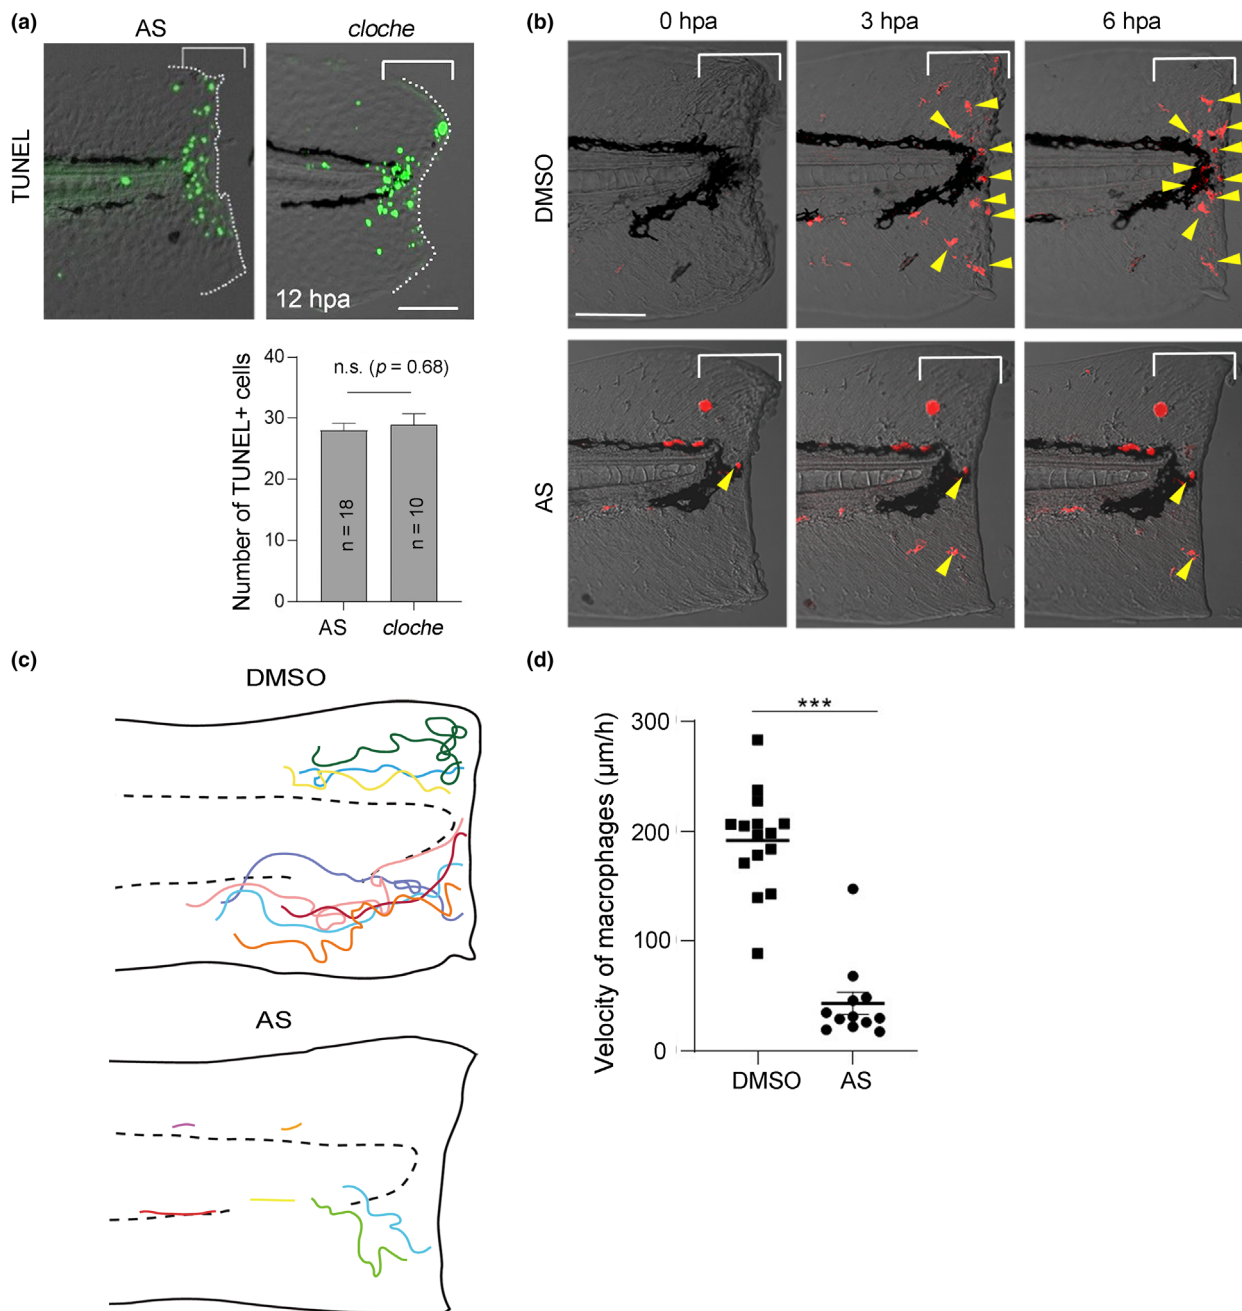 (a)
AS
cloche
TUNEL
12 hpa
Number of TUNEL+ cells
40
30
20
10
0
n.s. (p = 0.68)
n = 18
n = 10
AS
cloche
(b)
0 hpa
3 hpa
6 hpa
DMSO
AS
(c)
DMSO
AS
(d)
Velocity of macrophages (µm/h)
300
200
100
0
***
DMSO
AS